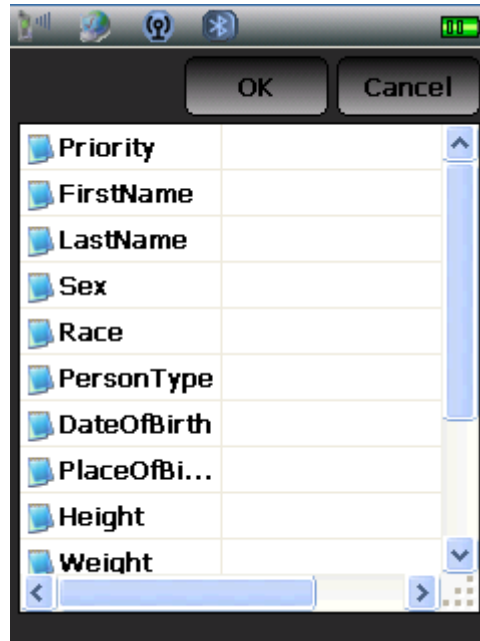 OK Cancel
Priority
FirstName
LastName
Sex
Race
PersonType
DateOfBirth
PlaceOfBi...
Height
Weight